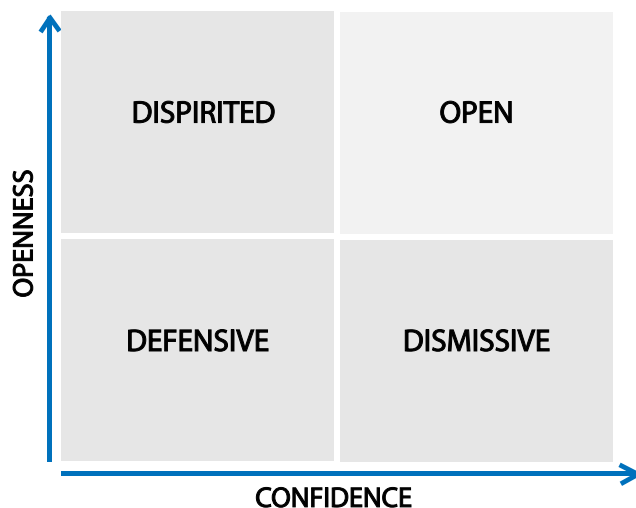 DISPIRITED
OPEN
OPENNESS
DEFENSIVE
DISMISSIVE
CONFIDENCE